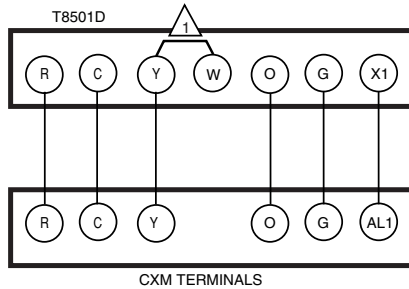 T8501D
1
R C Y W O G X1
R C Y O G AL1
CXM TERMINALS